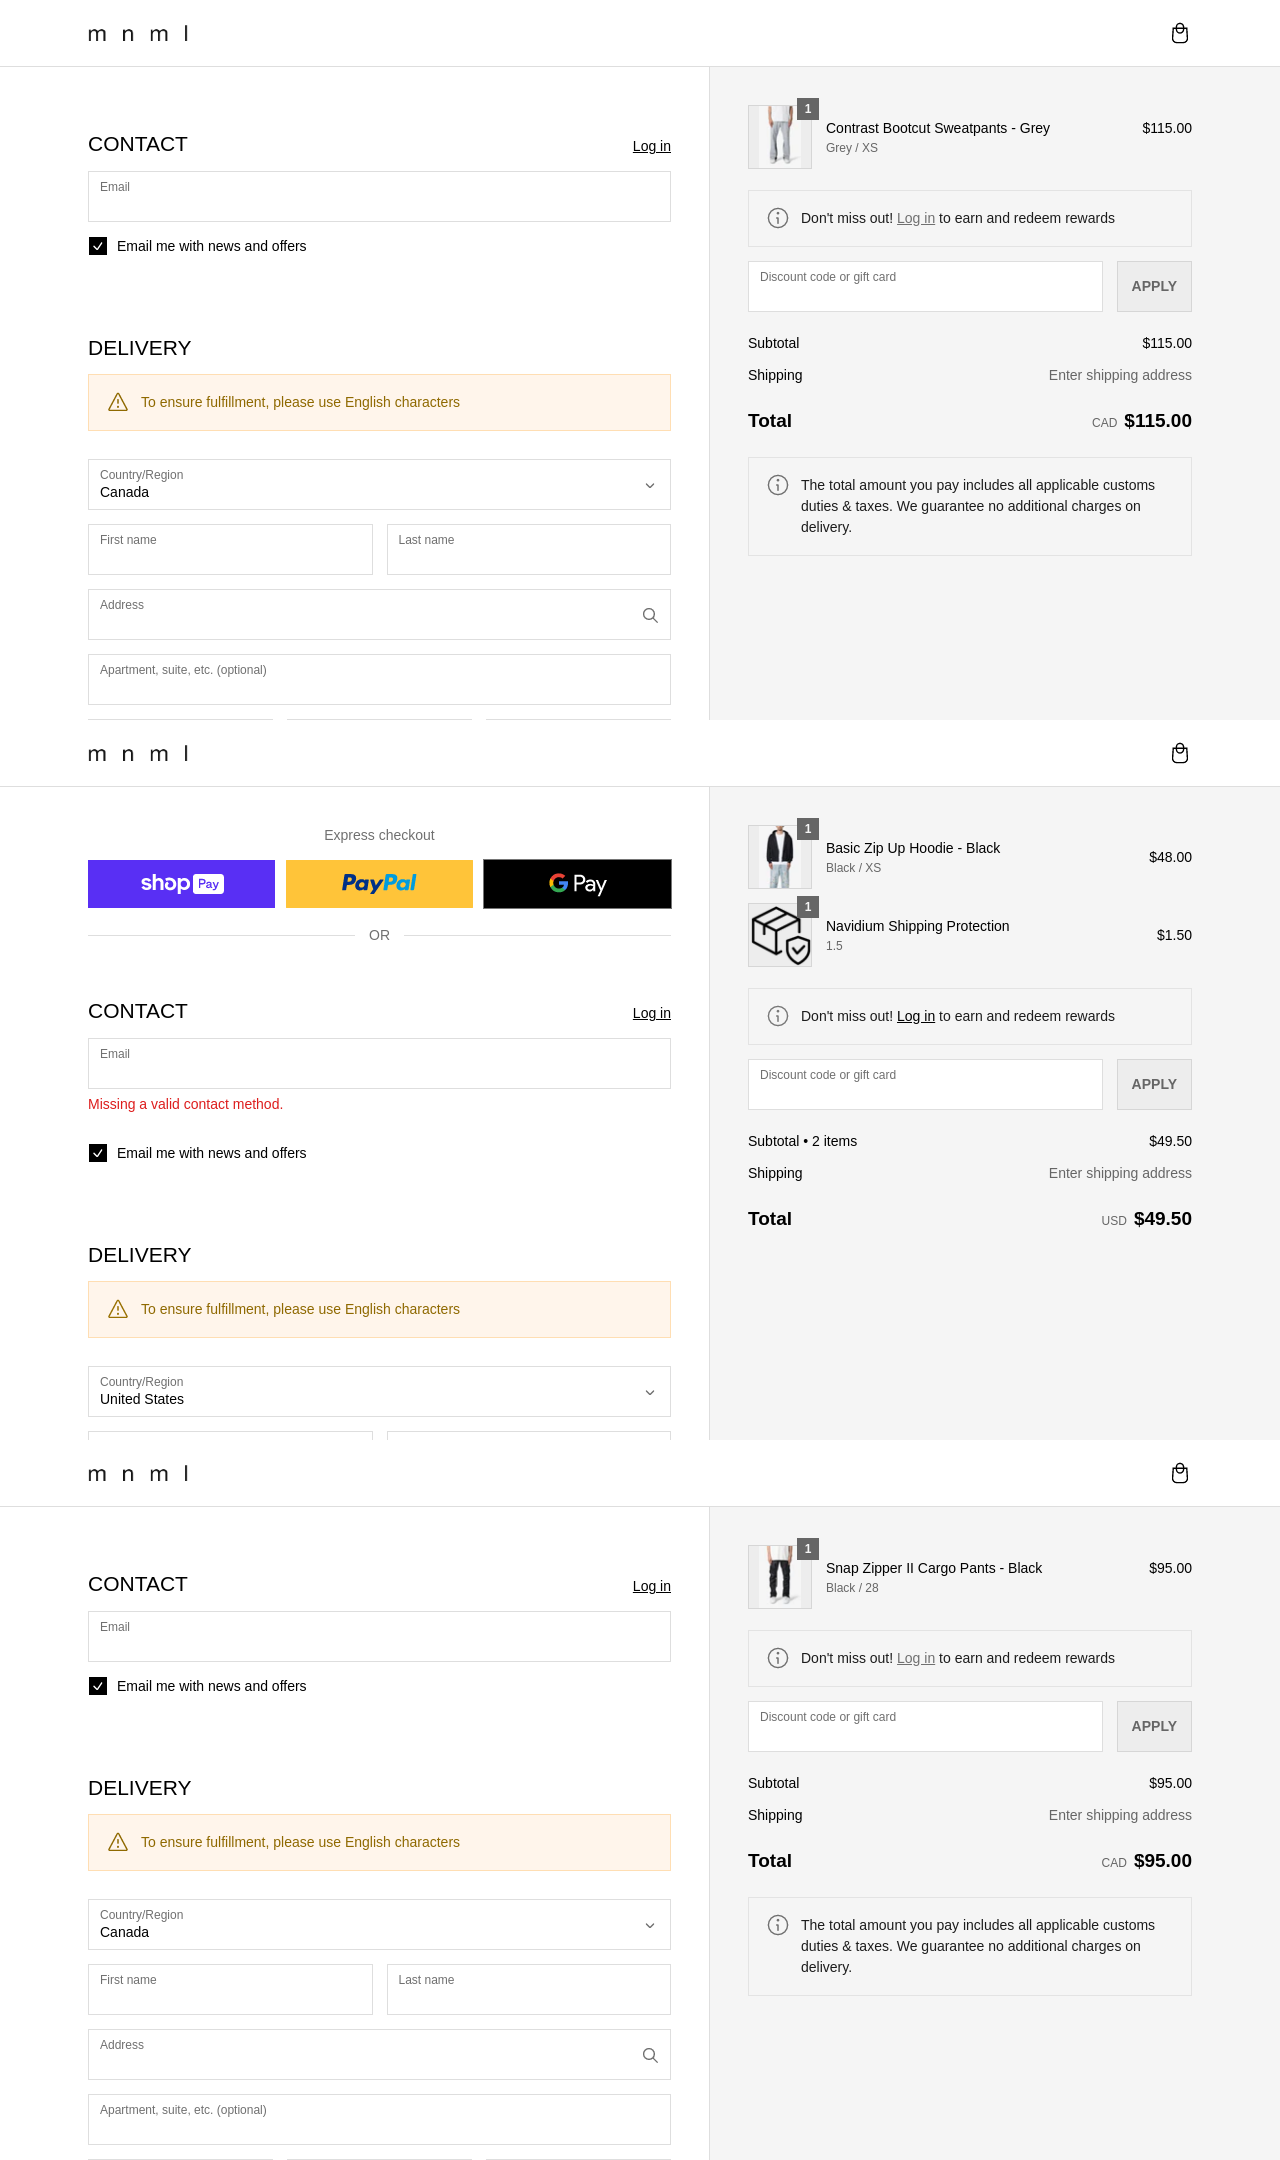 m n m l
CONTACT
Log in
Email
Email me with news and offers
DELIVERY
To ensure fulfillment, please use English characters
Country/Region
Canada
First name
Last name
Address
Apartment, suite, etc. (optional)
1
Contrast Bootcut Sweatpants - Grey
$115.00
Grey / XS
Don't miss out! Log in to earn and redeem rewards
Discount code or gift card
APPLY
Subtotal
$115.00
Shipping
Enter shipping address
Total
CAD $115.00
The total amount you pay includes all applicable customs
duties & taxes. We guarantee no additional charges on
delivery.
m n m l
Express checkout
shop Pay
PayPal
G Pay
OR
CONTACT
Log in
Email
Missing a valid contact method.
Email me with news and offers
DELIVERY
To ensure fulfillment, please use English characters
Country/Region
United States
1
Basic Zip Up Hoodie - Black
$48.00
Black / XS
1
Navidium Shipping Protection
$1.50
1.5
Don't miss out! Log in to earn and redeem rewards
Discount code or gift card
APPLY
Subtotal • 2 items
$49.50
Shipping
Enter shipping address
Total
USD $49.50
m n m l
CONTACT
Log in
Email
Email me with news and offers
DELIVERY
To ensure fulfillment, please use English characters
Country/Region
Canada
First name
Last name
Address
Apartment, suite, etc. (optional)
1
Snap Zipper II Cargo Pants - Black
$95.00
Black / 28
Don't miss out! Log in to earn and redeem rewards
Discount code or gift card
APPLY
Subtotal
$95.00
Shipping
Enter shipping address
Total
CAD $95.00
The total amount you pay includes all applicable customs
duties & taxes. We guarantee no additional charges on
delivery.